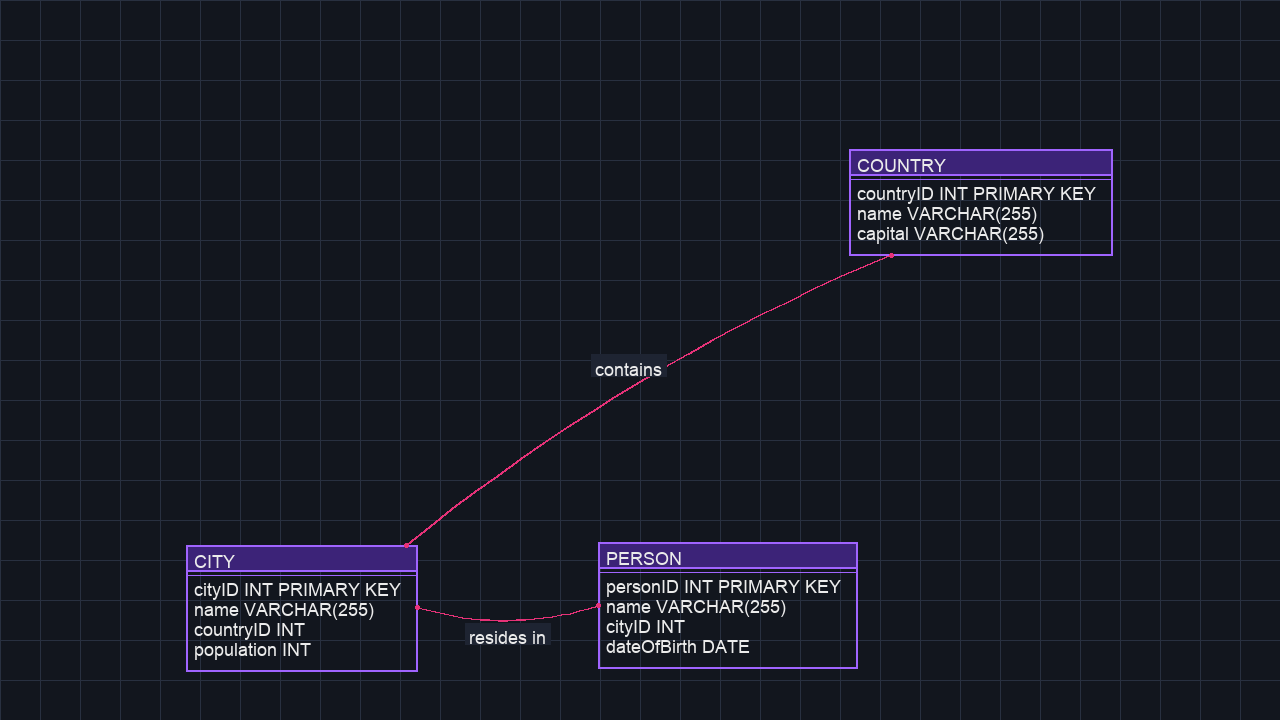 COUNTRY
countryID INT PRIMARY KEY
name VARCHAR(255)
capital VARCHAR(255)
contains
CITY
cityID INT PRIMARY KEY
name VARCHAR(255)
countryID INT
population INT
resides in
PERSON
personID INT PRIMARY KEY
name VARCHAR(255)
cityID INT
dateOfBirth DATE